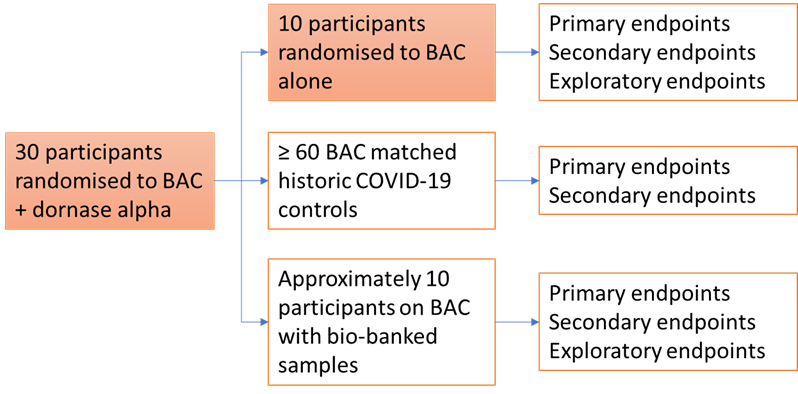 30 participants
randomised to BAC
+ dornase alpha
10 participants
randomised to BAC
alone
Primary endpoints
Secondary endpoints
Exploratory endpoints
≥ 60 BAC matched
historic COVID-19
controls
Primary endpoints
Secondary endpoints
Approximately 10
participants on BAC
with bio-banked
samples
Primary endpoints
Secondary endpoints
Exploratory endpoints